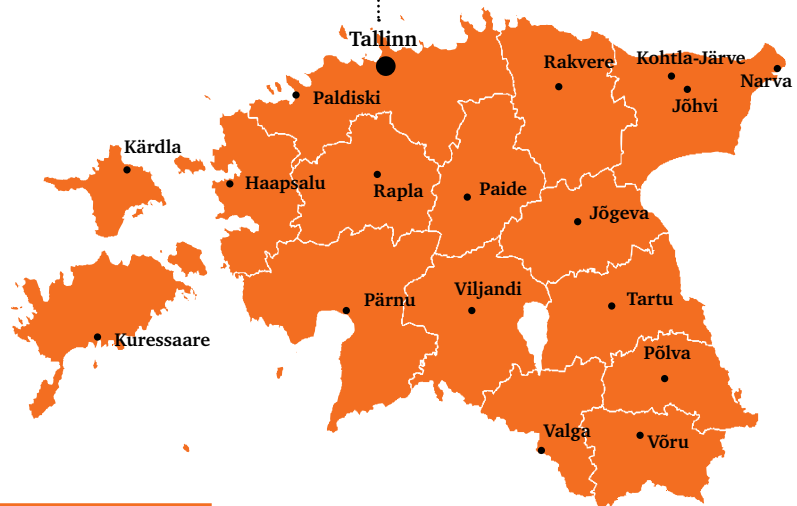 Tallinn
Rakvere
Kohtla-Järve
Narva
Paldiski
Jõhvi
Kärdla
Haapsalu
Rapla
Paide
Jõgeva
Pärnu
Viljandi
Tartu
Kuressaare
Põlva
Valga
Võru